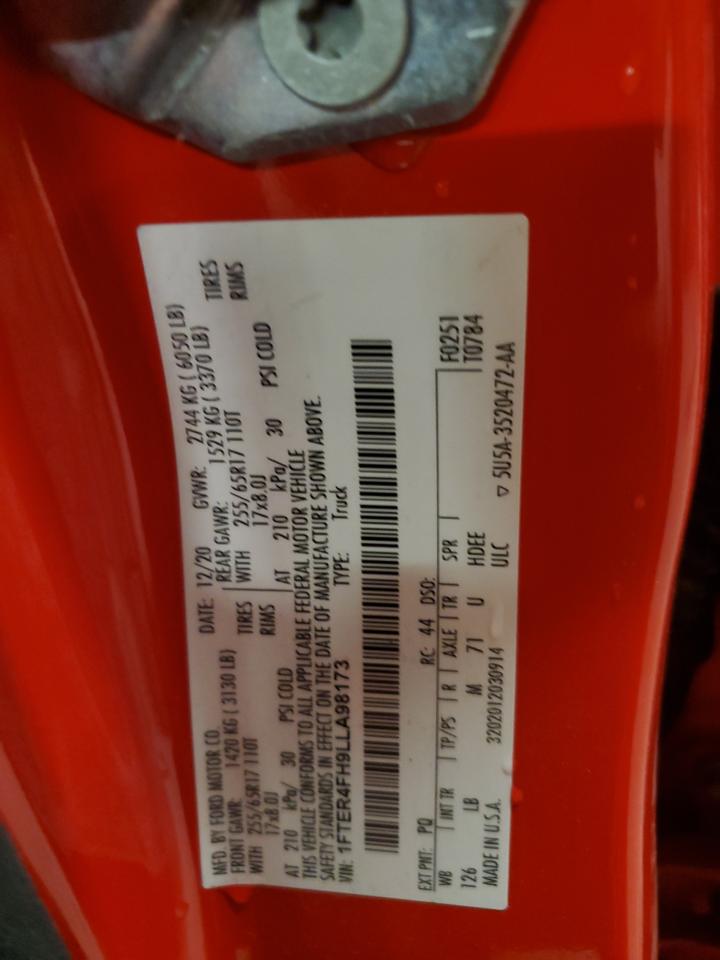 MFD. BY FORD MOTOR CO. DATE: 12/20 GVWR: 2744 KG ( 6050 LB)
FRONT GAWR: 1420 KG ( 3130 LB) REAR GAWR: 1529 KG ( 3370 LB)
WITH 255/65R17 110T TIRES WITH 255/65R17 110T TIRES
17x8.0J RIMS 17x8.0J RIMS
AT 210 kPa/ 30 PSI COLD AT 210 kPa/ 30 PSI COLD
THIS VEHICLE CONFORMS TO ALL APPLICABLE FEDERAL MOTOR VEHICLE
SAFETY STANDARDS IN EFFECT ON THE DATE OF MANUFACTURE SHOWN ABOVE.
VIN: 1FTER4FH9LLA98173 TYPE: Truck
EXT PNT: PQ RC: 44 DSO: F0251
WB INT TR TP/PS R AXLE TR SPR T0784
126 LB M 71 U HDEE
MADE IN U.S.A. 3202012030914 ULC ▽ 5U5A-3520472-AA